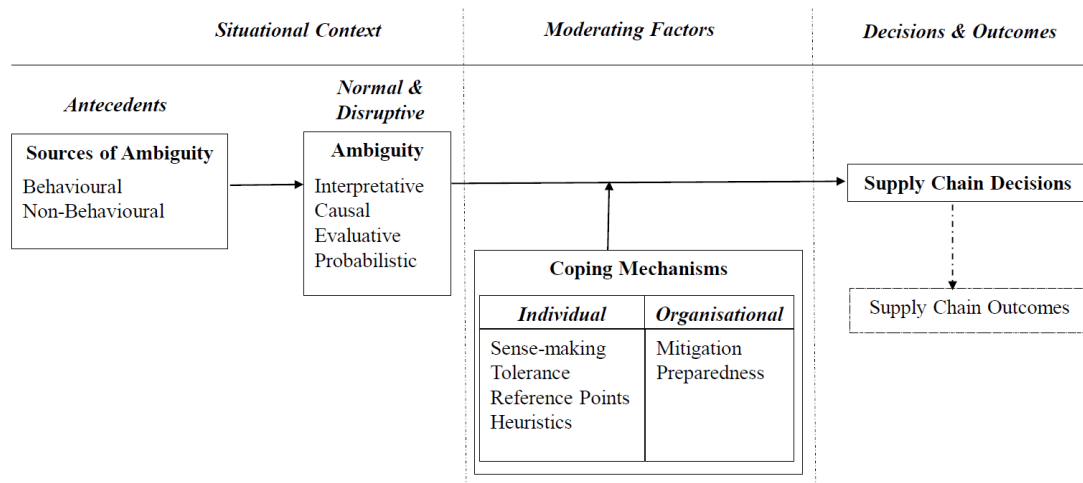 Situational Context
Moderating Factors
Decisions & Outcomes
Antecedents
Normal &
Disruptive
Sources of Ambiguity
Behavioural
Non-Behavioural
Ambiguity
Interpretative
Causal
Evaluative
Probabilistic
Coping Mechanisms
Individual
Sense-making
Tolerance
Reference Points
Heuristics
Organisational
Mitigation
Preparedness
Supply Chain Decisions
Supply Chain Outcomes